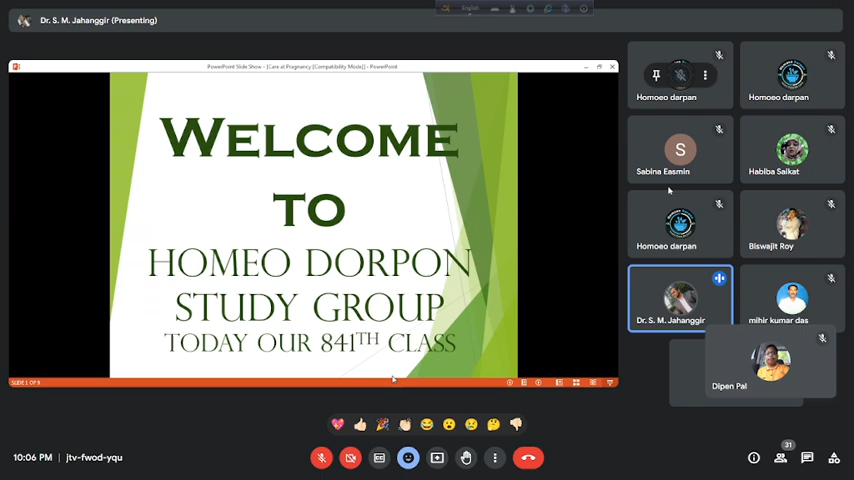 English
Dr. S. M. Jahanggir (Presenting)
PowerPoint Slide Show - [Care at Pregnancy [Compatibility Mode]] - PowerPoint
WELCOME
TO
HOMEO DORPON
STUDY GROUP
TODAY OUR 841TH CLASS
SLIDE 1 OF 9
Homoeo darpan
Homoeo darpan
S
Sabina Easmin
Habiba Saikat
Homoeo darpan
Biswajit Roy
Dr. S. M. Jahanggir
mihir kumar das
Dipen Pal
10:06 PM | jtv-fwod-yqu
31